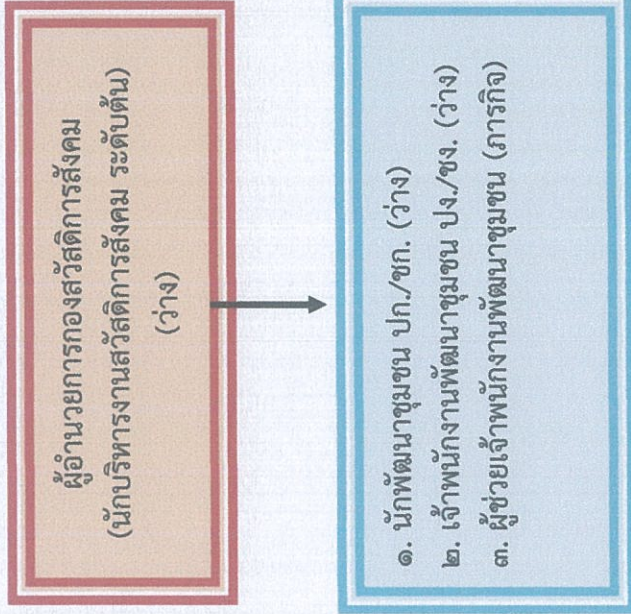 ผู้อำนวยการกองสวัสดิการสังคม
(นักบริหารงานสวัสดิการสังคม ระดับต้น)
(ว่าง)
๑. นักพัฒนาชุมชน ปก./ชก. (ว่าง)
๒. เจ้าพนักงานพัฒนาชุมชน ปง./ชง. (ว่าง)
๓. ผู้ช่วยเจ้าพนักงานพัฒนาชุมชน (ภารกิจ)